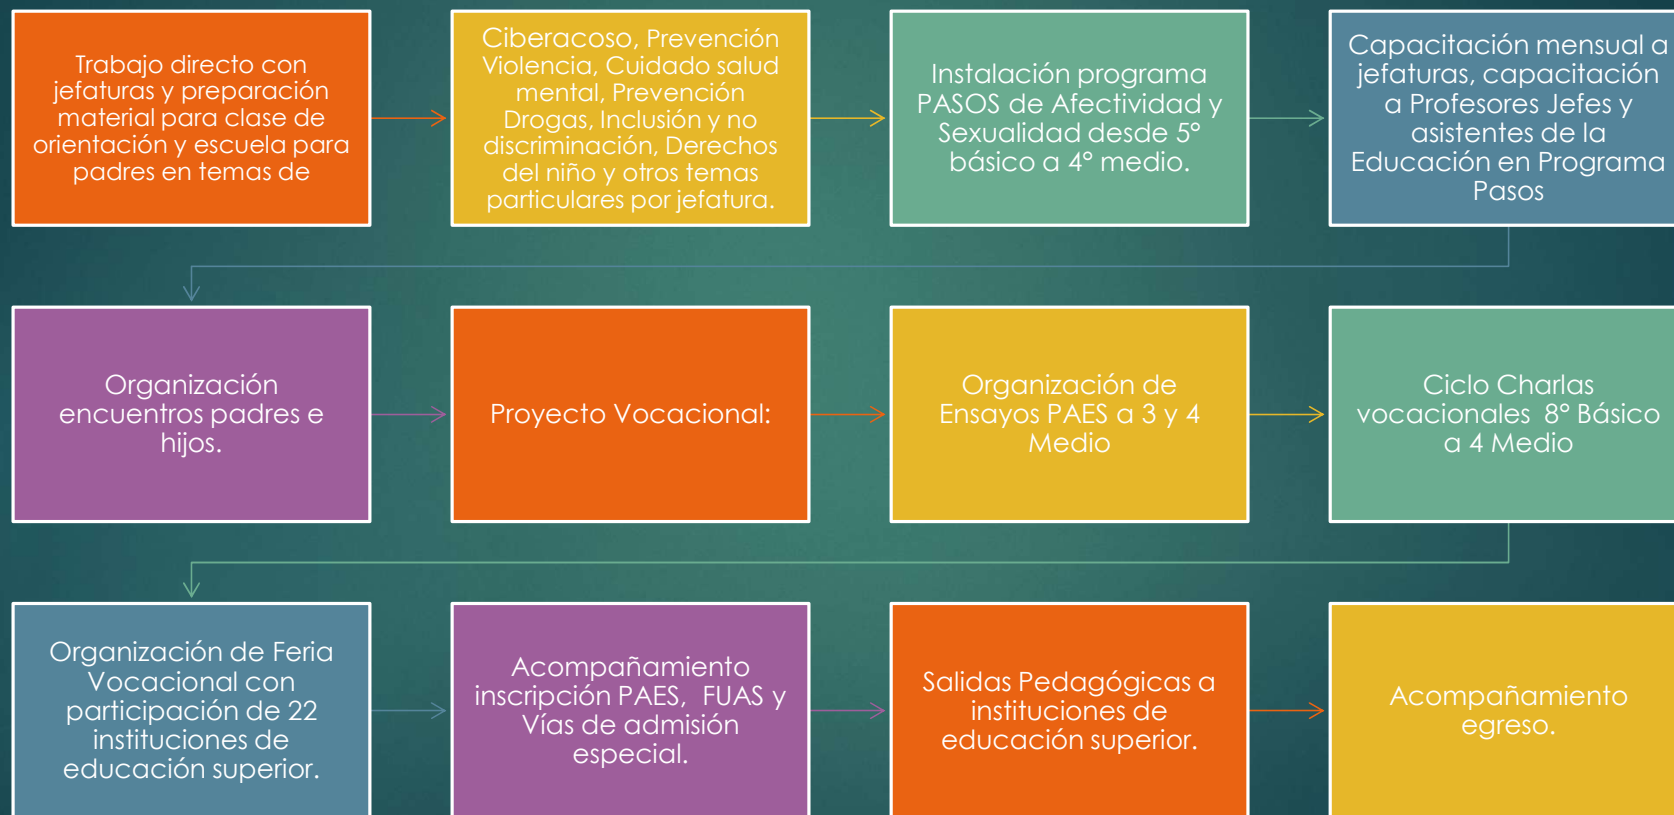 Trabajo directo con
jefaturas y preparación
material para clase de
orientación y escuela para
padres en temas de
Ciberacoso, Prevención
Violencia, Cuidado salud
mental, Prevención
Drogas, Inclusión y no
discriminación, Derechos
del niño y otros temas
particulares por jefatura.
Instalación programa
PASOS de Afectividad y
Sexualidad desde 5°
básico a 4° medio.
Capacitación mensual a
jefaturas, capacitación
a Profesores Jefes y
asistentes de la
Educación en Programa
Pasos
Organización
encuentros padres e
hijos.
Proyecto Vocacional:
Organización de
Ensayos PAES a 3 y 4
Medio
Ciclo Charlas
vocacionales 8° Básico
a 4 Medio
Organización de Feria
Vocacional con
participación de 22
instituciones de
educación superior.
Acompañamiento
inscripción PAES, FUAS y
Vías de admisión
especial.
Salidas Pedagógicas a
instituciones de
educación superior.
Acompañamiento
egreso.